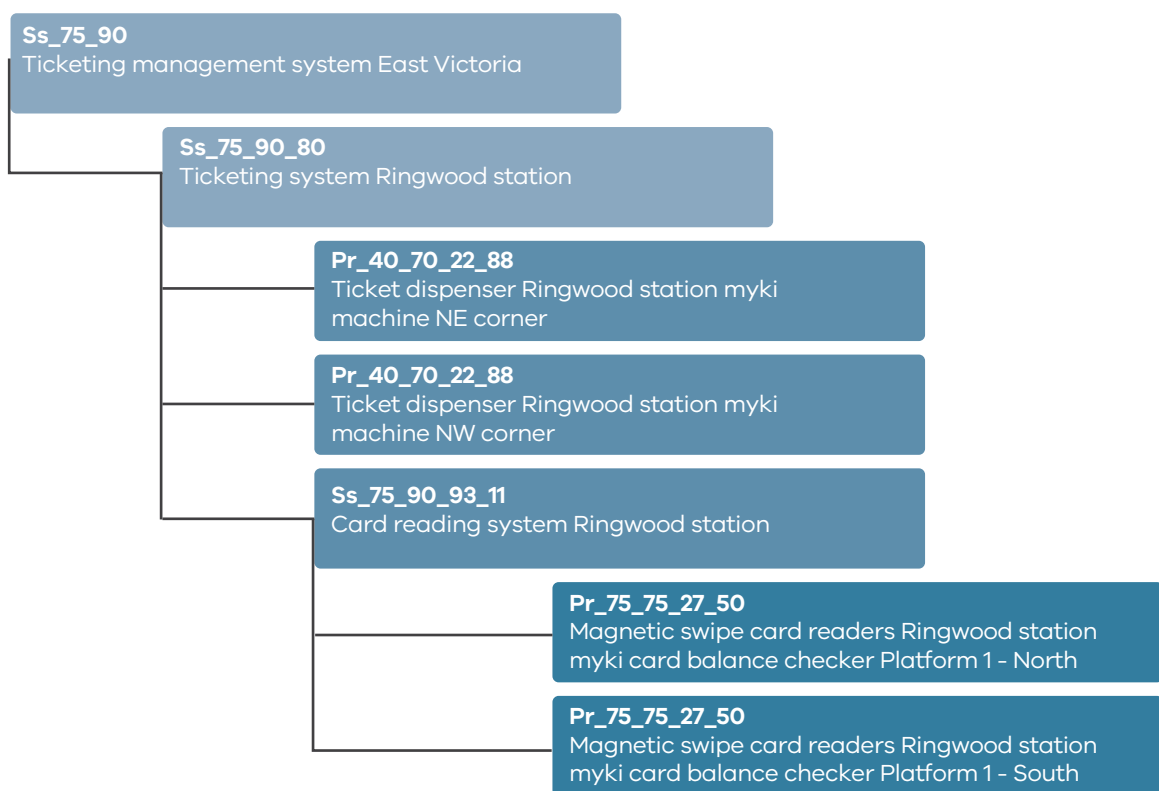 Ss_75_90
Ticketing management system East Victoria
Ss_75_90_80
Ticketing system Ringwood station
Pr_40_70_22_88
Ticket dispenser Ringwood station myki
machine NE corner
Pr_40_70_22_88
Ticket dispenser Ringwood station myki
machine NW corner
Ss_75_90_93_11
Card reading system Ringwood station
Pr_75_75_27_50
Magnetic swipe card readers Ringwood station
myki card balance checker Platform 1 - North
Pr_75_75_27_50
Magnetic swipe card readers Ringwood station
myki card balance checker Platform 1 - South